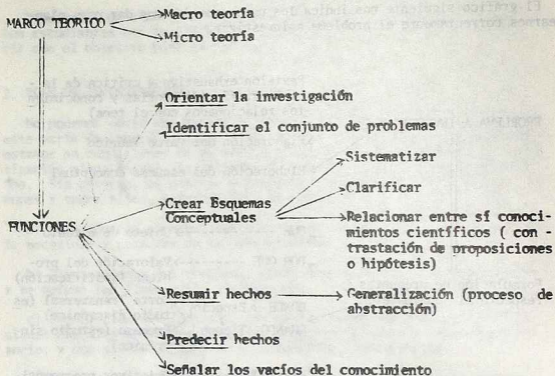 MARCO TEORICO
Macro teoría
Micro teoría
Orientar la investigación
Identificar el conjunto de problemas
Sistematizar
Clarificar
Crear Esquemas
Conceptuales
Relacionar entre sí conoci-
mientos científicos ( con -
trastación de proposiciones
o hipótesis)
FUNCIONES
Resumir hechos
Generalización (proceso de
abstracción)
Predecir hechos
Señalar los vacíos del conocimiento